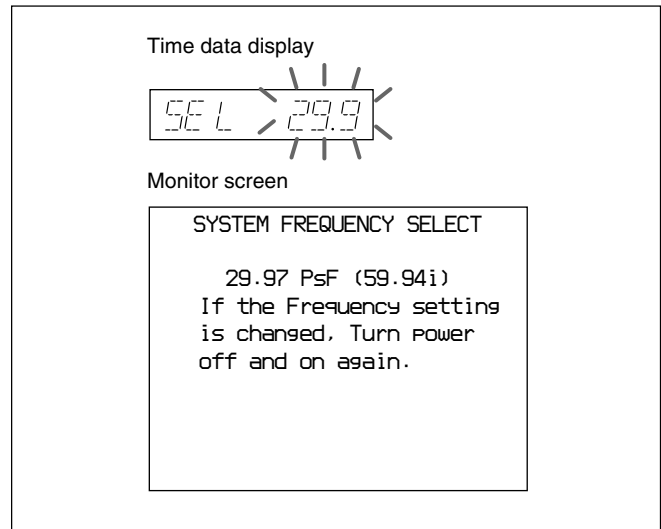 Time data display
SEL 29.9
Monitor screen
SYSTEM FREQUENCY SELECT
29.97 PsF (59.94i)
If the Frequency setting
is changed, Turn power
off and on again.